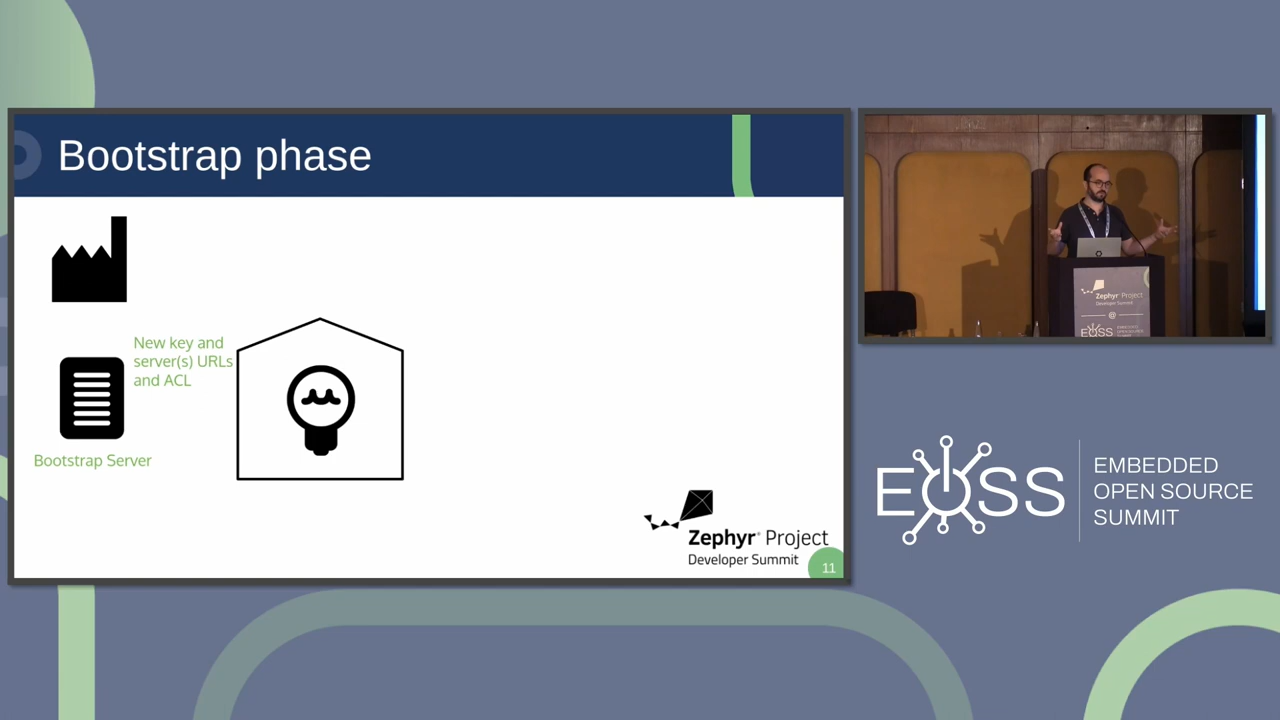 Bootstrap phase
New key and
server(s) URLs
and ACL
Bootstrap Server
Zephyr® Project
Developer Summit
11
Zephyr Project
Developer Summit
@
EOSS
EOSS
EMBEDDED
OPEN SOURCE
SUMMIT